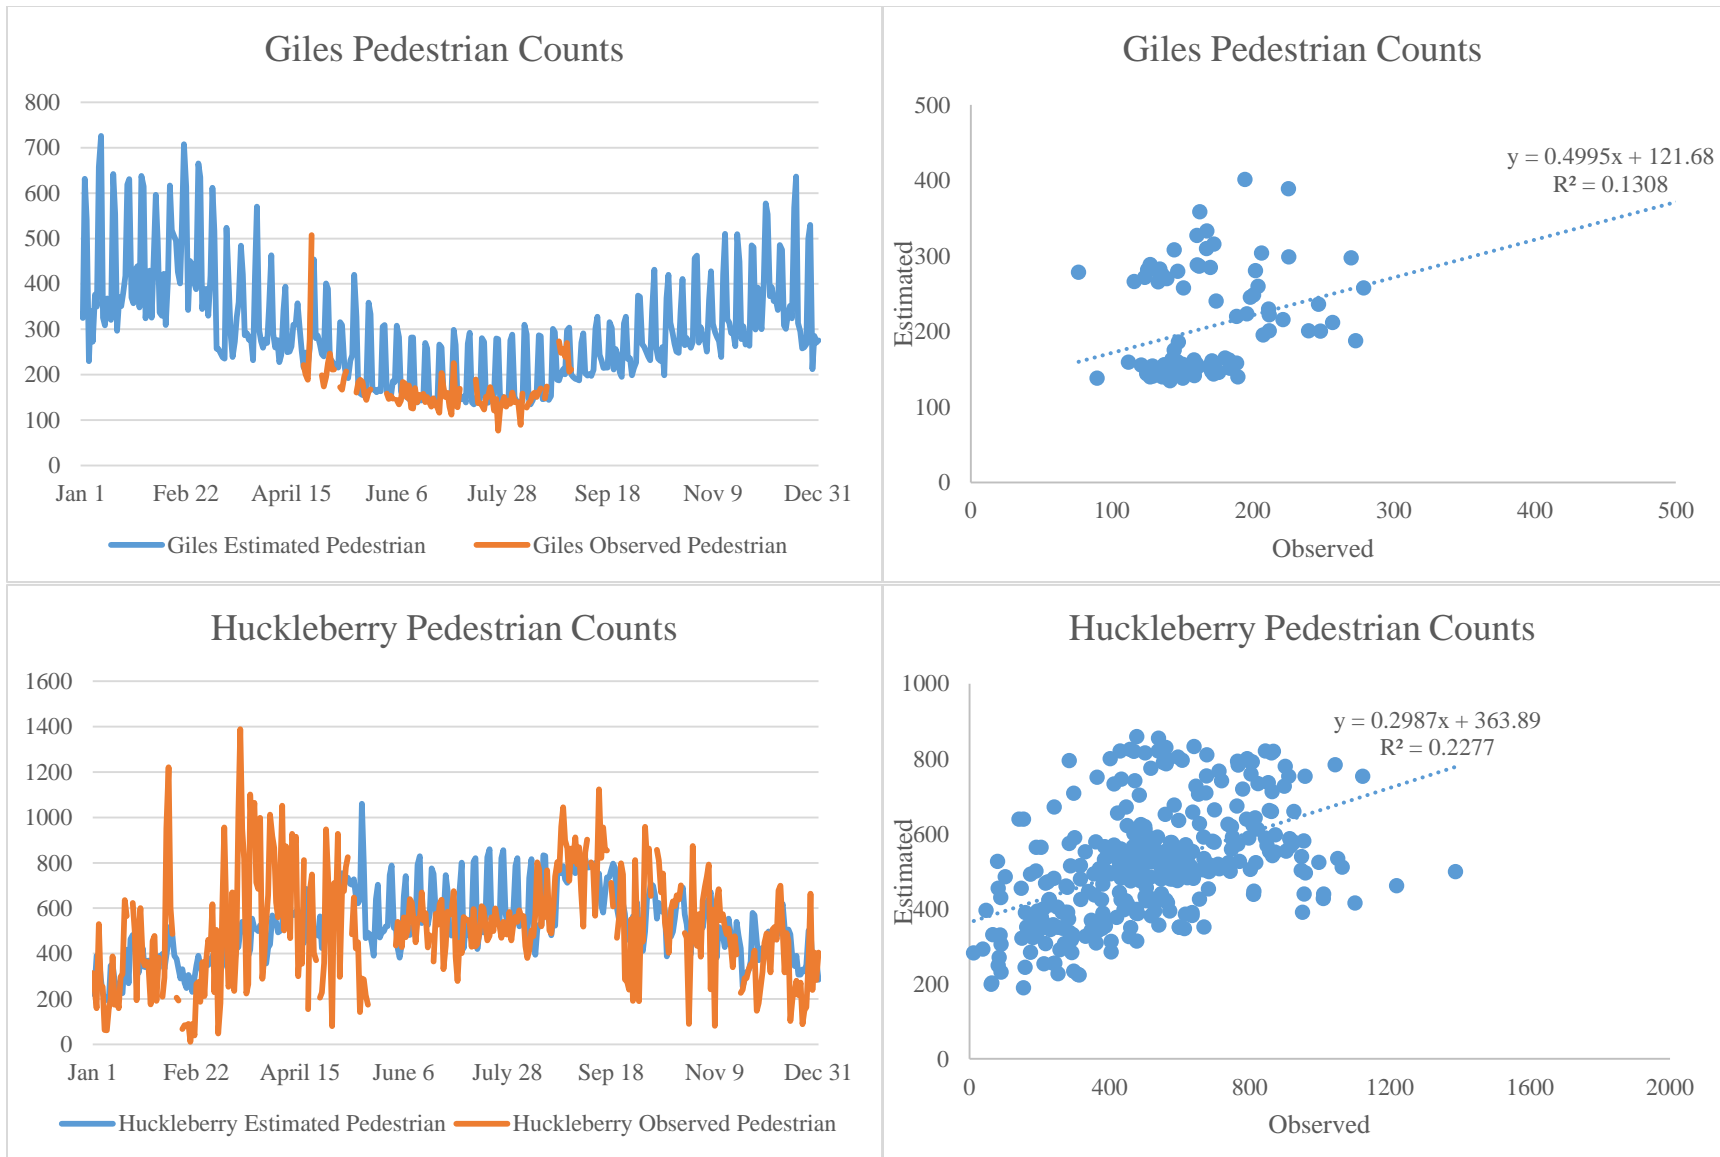 Giles Pedestrian Counts
800
700
600
500
400
300
200
100
0
Jan 1 Feb 22 April 15 June 6 July 28 Sep 18 Nov 9 Dec 31
Giles Estimated Pedestrian Giles Observed Pedestrian
Giles Pedestrian Counts
500
400
300
200
100
0
Estimated
y = 0.4995x + 121.68
R² = 0.1308
0 100 200 300 400 500
Observed
Huckleberry Pedestrian Counts
1600
1400
1200
1000
800
600
400
200
0
Jan 1 Feb 22 April 15 June 6 July 28 Sep 18 Nov 9 Dec 31
Huckleberry Estimated Pedestrian Huckleberry Observed Pedestrian
Huckleberry Pedestrian Counts
1000
800
600
400
200
0
Estimated
y = 0.2987x + 363.89
R² = 0.2277
0 400 800 1200 1600 2000
Observed